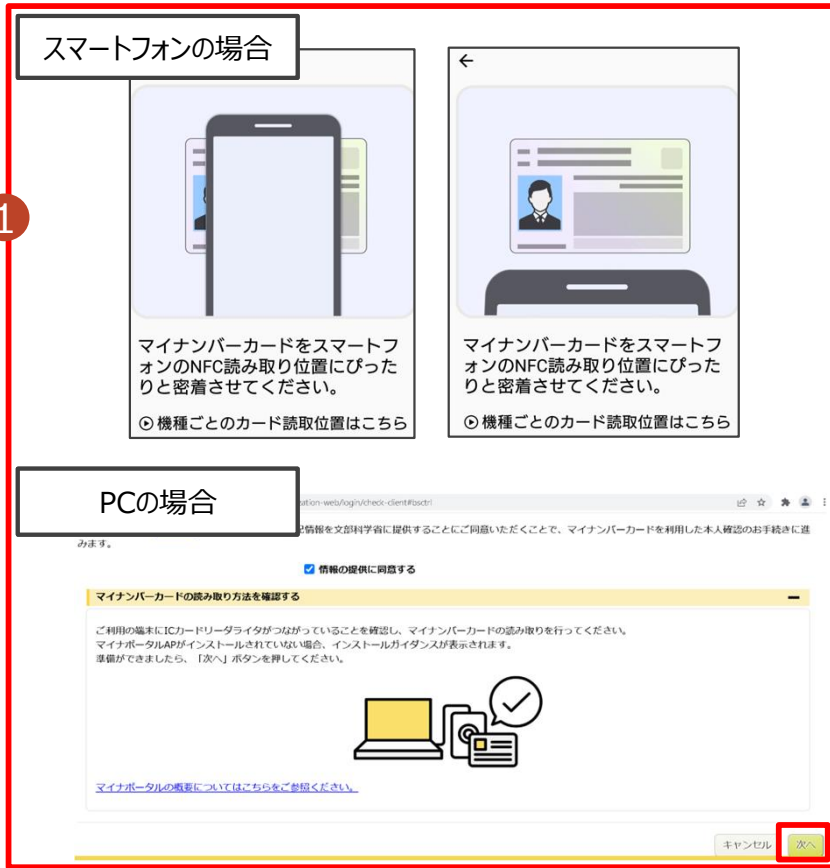 スマートフォンの場合
←
1
マイナンバーカードをスマートフ
ォンのNFC読み取り位置にぴった
りと密着させてください。
機種ごとのカード読取位置はこちら
マイナンバーカードをスマートフ
ォンのNFC読み取り位置にぴった
りと密着させてください。
機種ごとのカード読取位置はこちら
PCの場合
ation-web/login/check-client#bsctri
記情報を文部科学省に提供することにご同意いただくことで、マイナンバーカードを利用した本人確認のお手続きに進
みます。
情報の提供に同意する
マイナンバーカードの読み取り方法を確認する
ご利用の端末にICカードリーダライタがつながっていることを確認し、マイナンバーカードの読み取りを行ってください。
マイナポータルAPがインストールされていない場合、インストールガイダンスが表示されます。
準備ができましたら、「次へ」ボタンを押してください。
マイナポータルの概要についてはこちらをご参照ください。
キャンセル
次へ